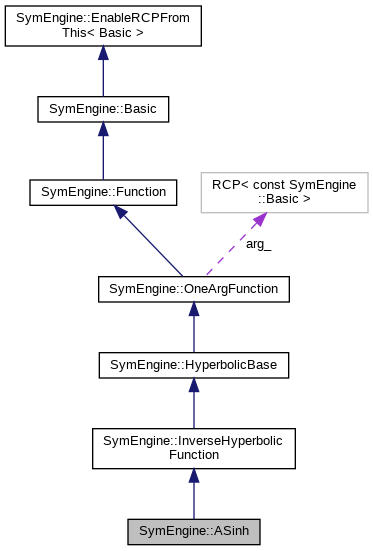 SymEngine::EnableRCPFrom
This< Basic >
SymEngine::Basic
SymEngine::Function
RCP< const SymEngine
::Basic >
arg_
SymEngine::OneArgFunction
SymEngine::HyperbolicBase
SymEngine::InverseHyperbolic
Function
SymEngine::ASinh